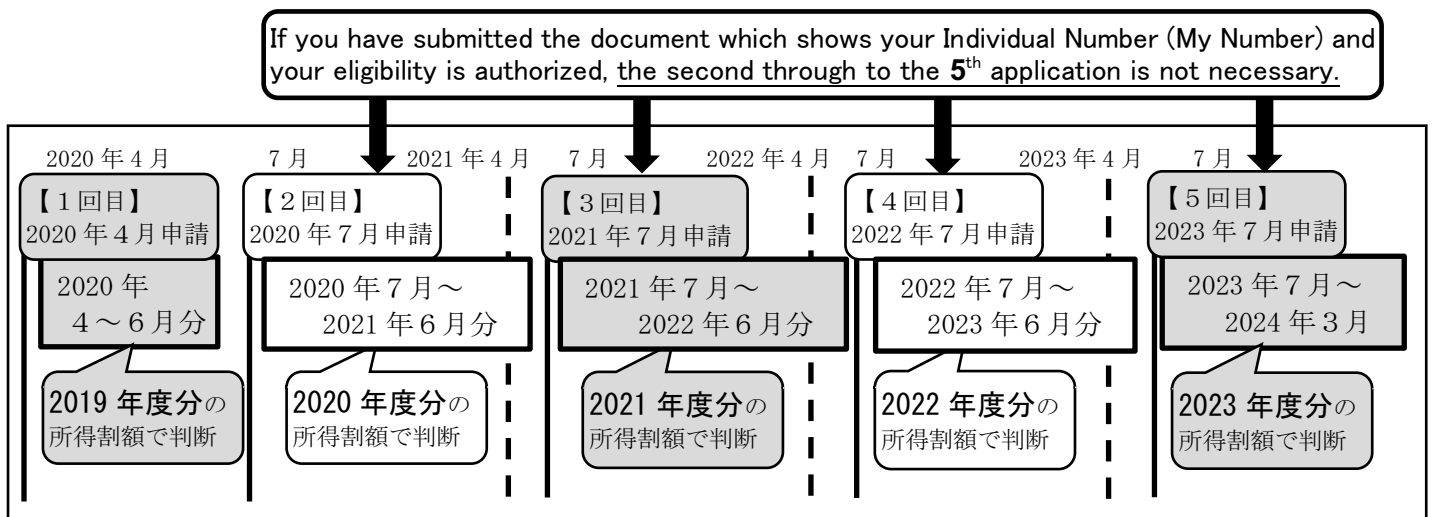 If you have submitted the document which shows your Individual Number (My Number) and
your eligibility is authorized, the second through to the 5th application is not necessary.
2020年4月
7月
2021年4月
7月
2022年4月
7月
2023年4月
7月
【1回目】
2020年4月申請
【2回目】
2020年7月申請
【3回目】
2021年7月申請
【4回目】
2022年7月申請
【5回目】
2023年7月申請
2020年
4~6月分
2020年7月~
2021年6月分
2021年7月~
2022年6月分
2022年7月~
2023年6月分
2023年7月~
2024年3月
2019年度分の
所得割額で判断
2020年度分の
所得割額で判断
2021年度分の
所得割額で判断
2022年度分の
所得割額で判断
2023年度分の
所得割額で判断